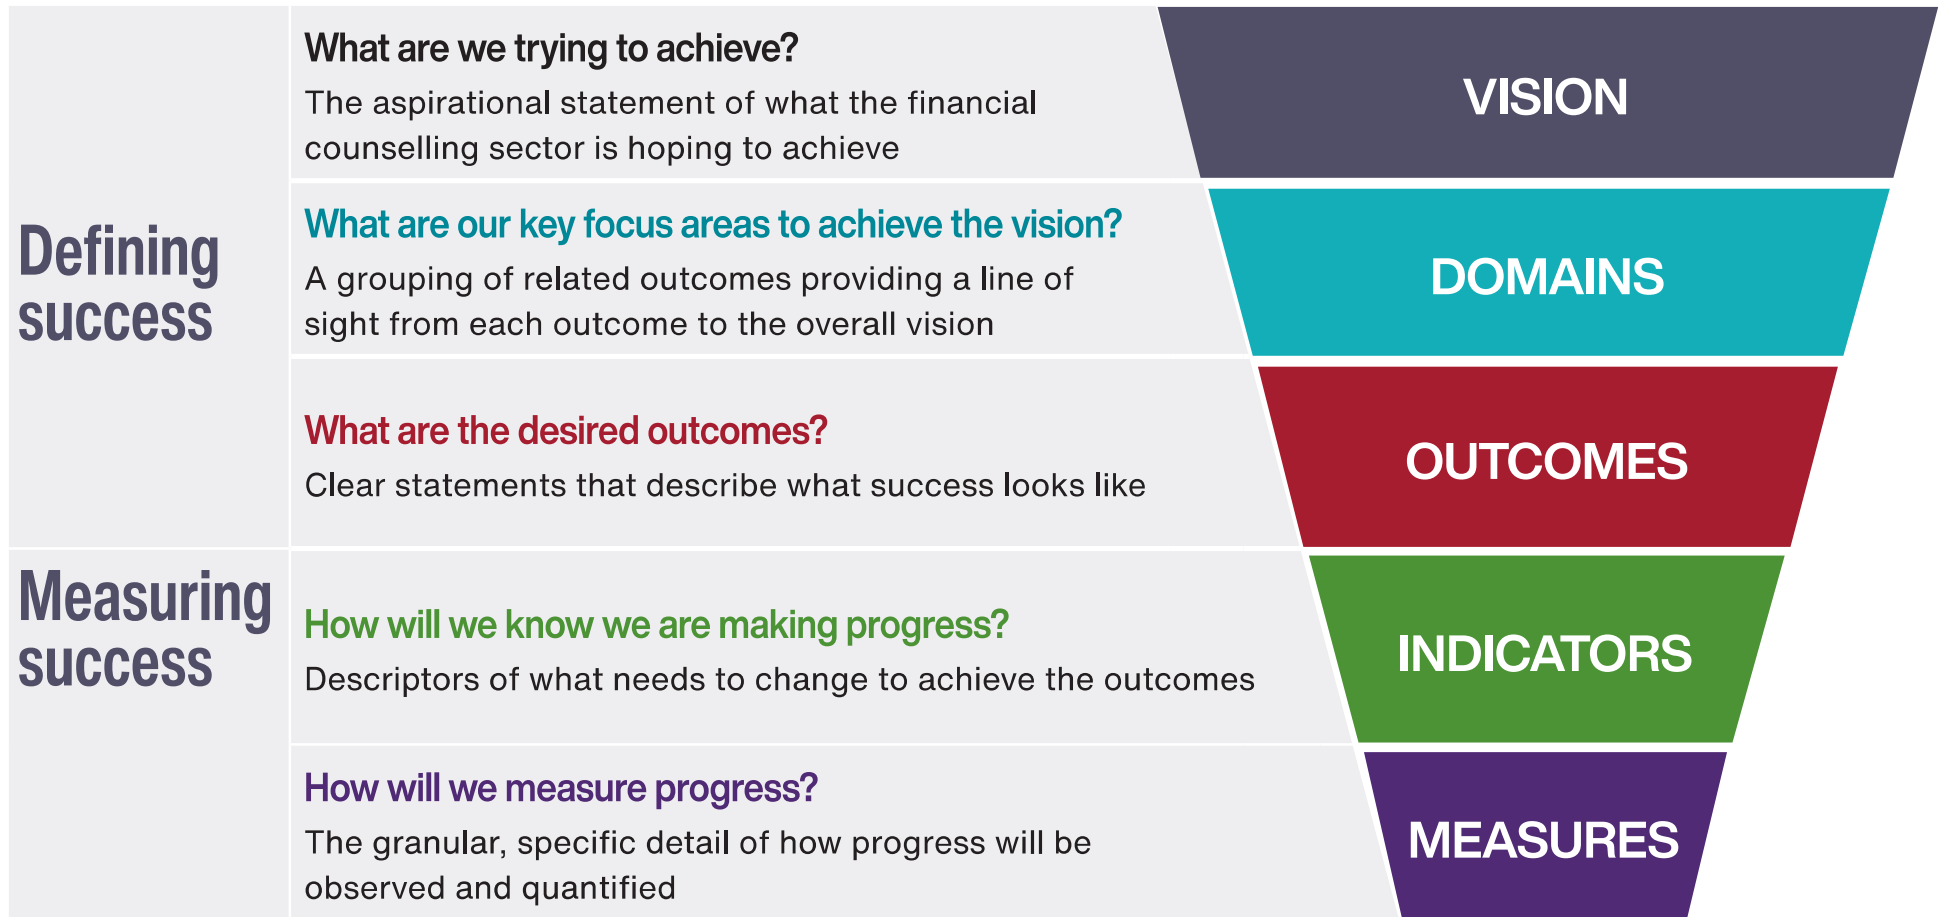 Defining
success
What are we trying to achieve?
The aspirational statement of what the financial
counselling sector is hoping to achieve
VISION
What are our key focus areas to achieve the vision?
A grouping of related outcomes providing a line of
sight from each outcome to the overall vision
DOMAINS
What are the desired outcomes?
Clear statements that describe what success looks like
OUTCOMES
Measuring
success
How will we know we are making progress?
Descriptors of what needs to change to achieve the outcomes
INDICATORS
How will we measure progress?
The granular, specific detail of how progress will be
observed and quantified
MEASURES